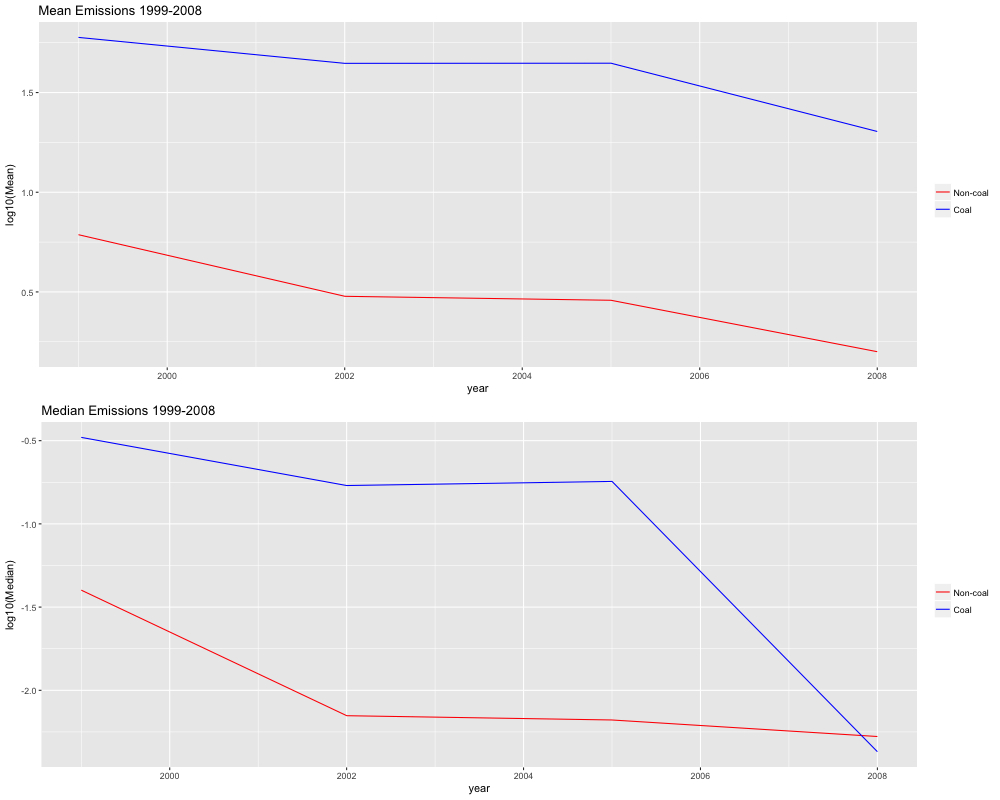 Mean Emissions 1999-2008
log10(Mean)
1.5
1.0
0.5
2000 2002 2004 2006 2008
year
Non-coal
Coal
Median Emissions 1999-2008
log10(Median)
-0.5
-1.0
-1.5
-2.0
2000 2002 2004 2006 2008
year
Non-coal
Coal